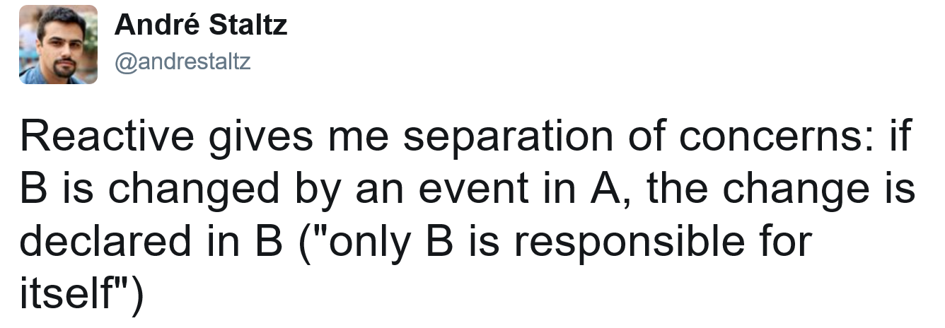 André Staltz
@andrestaltz
Reactive gives me separation of concerns: if
B is changed by an event in A, the change is
declared in B ("only B is responsible for
itself")